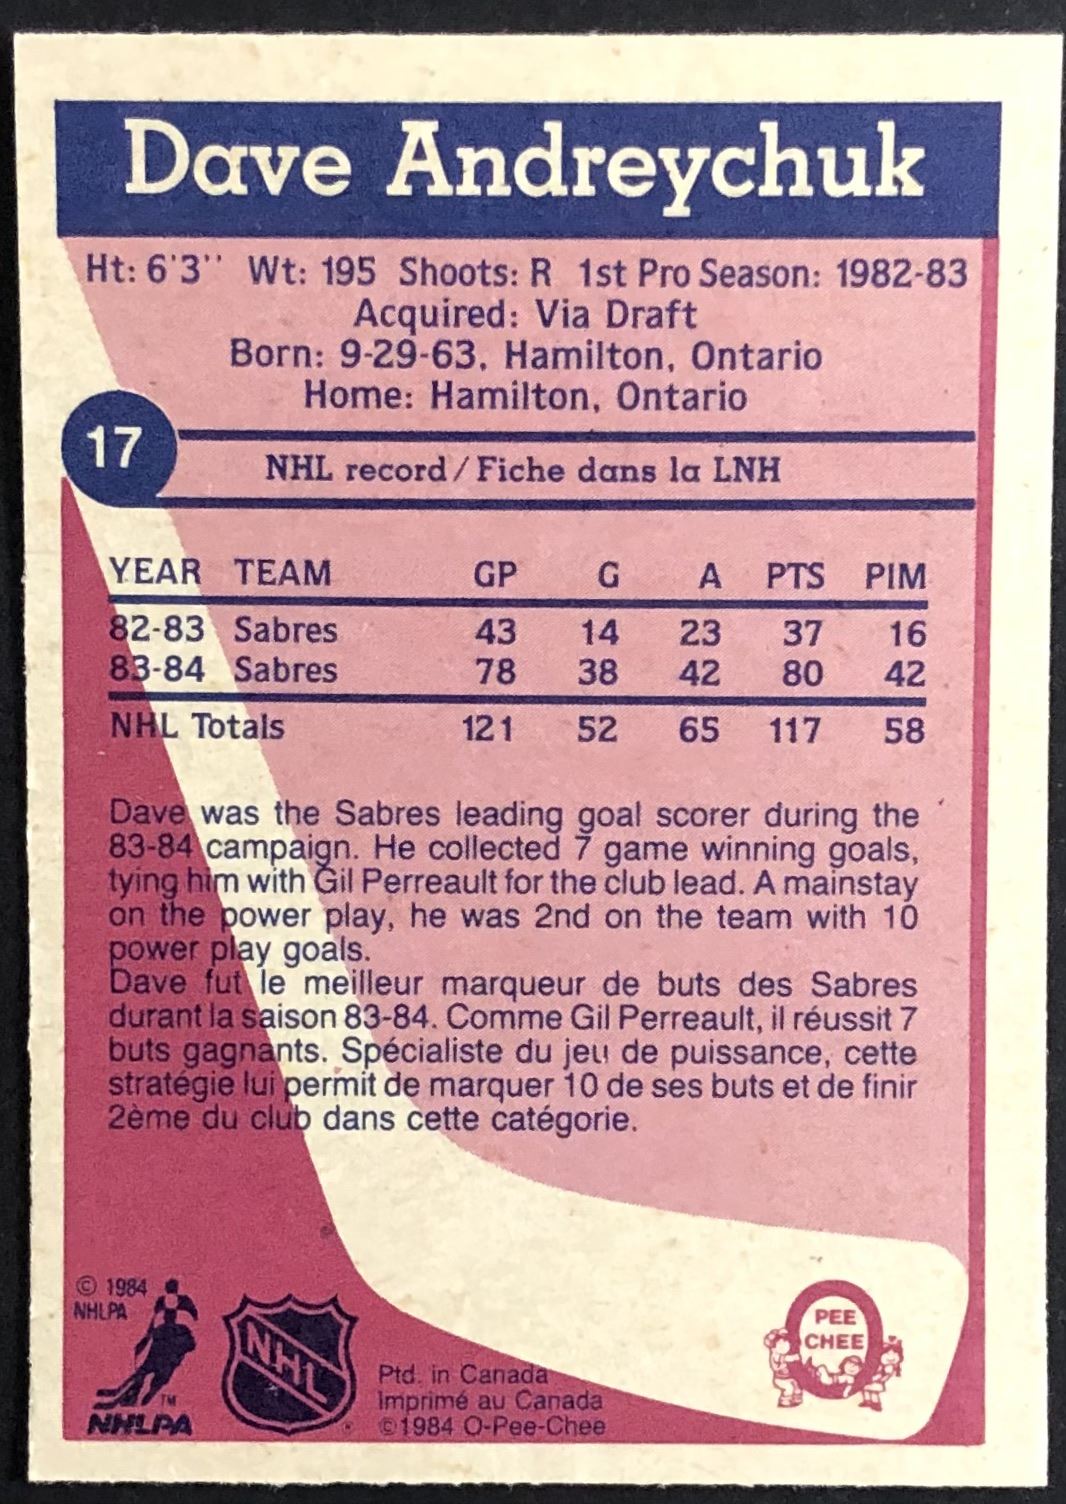 Dave Andreychuk
Ht: 6'3'' Wt: 195 Shoots: R 1st Pro Season: 1982-83
Acquired: Via Draft
Born: 9-29-63, Hamilton, Ontario
Home: Hamilton, Ontario
17
NHL record/Fiche dans la LNH
YEAR TEAM GP G A PTS PIM
82-83 Sabres 43 14 23 37 16
83-84 Sabres 78 38 42 80 42
NHL Totals 121 52 65 117 58
Dave was the Sabres leading goal scorer during the
83-84 campaign. He collected 7 game winning goals,
tying him with Gil Perreault for the club lead. A mainstay
on the power play, he was 2nd on the team with 10
power play goals.
Dave fut le meilleur marqueur de buts des Sabres
durant la saison 83-84. Comme Gil Perreault, il réussit 7
buts gagnants. Spécialiste du jeu de puissance, cette
stratégie lui permit de marquer 10 de ses buts et de finir
2ème du club dans cette catégorie.
© 1984
NHLPA
TM
NHLPA
NHL
Ptd. in Canada
Imprimé au Canada
©1984 O-Pee-Chee
PEE
CHEE